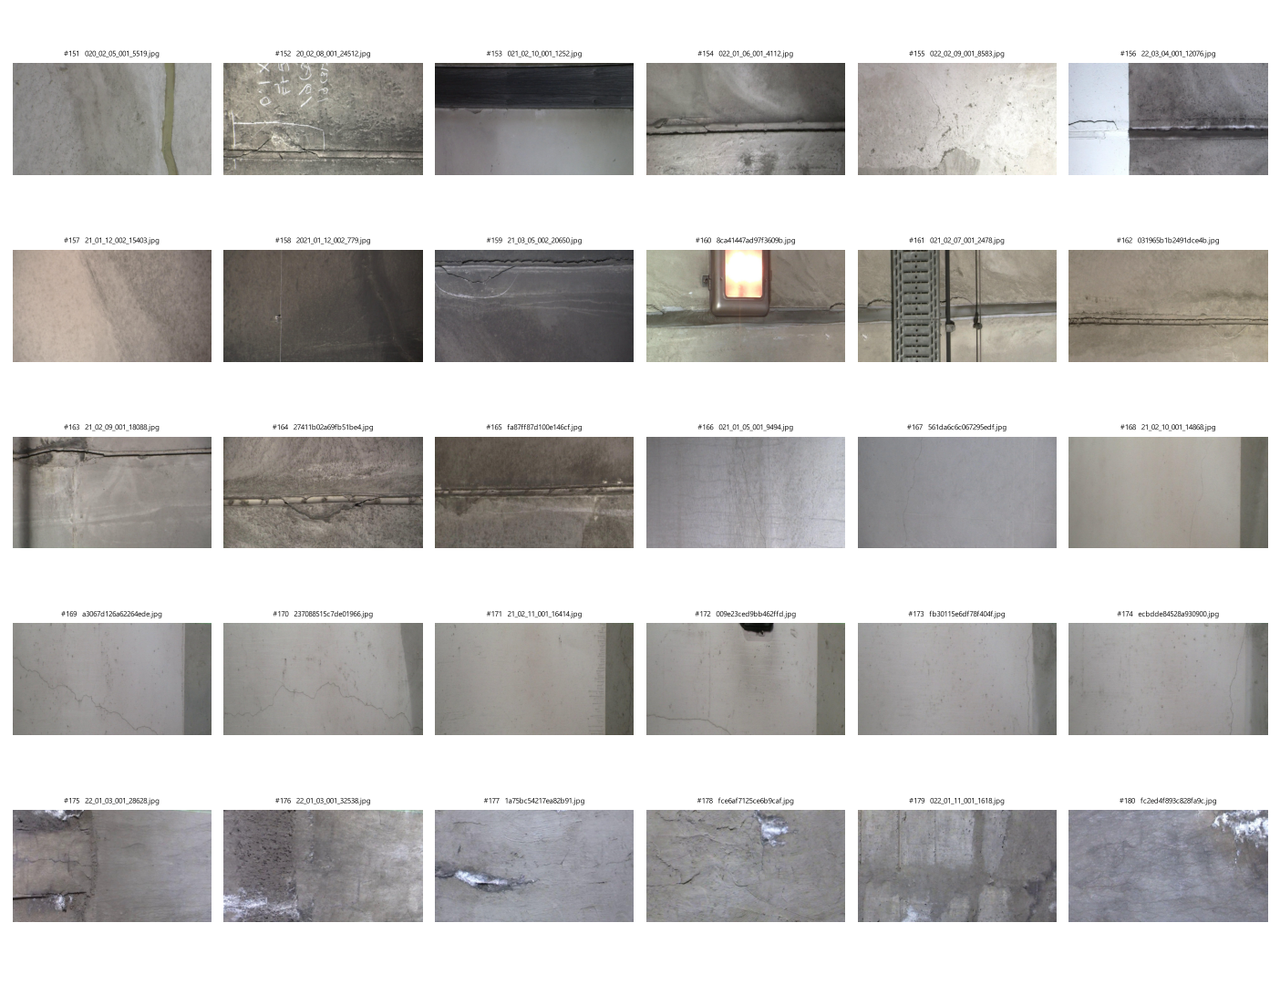 #151 020_02_05_001_5519.jpg
#152 20_02_08_001_24512.jpg
#153 021_02_10_001_1252.jpg
#154 022_01_06_001_4112.jpg
#155 022_02_09_001_8583.jpg
#156 22_03_04_001_12076.jpg
#157 21_01_12_002_15403.jpg
#158 2021_01_12_002_779.jpg
#159 21_03_05_002_20650.jpg
#160 8ca41447ad97f3609b.jpg
#161 021_02_07_001_2478.jpg
#162 031965b1b2491dce4b.jpg
#163 21_02_09_001_18088.jpg
#164 27411b02a69fb51be4.jpg
#165 fa87ff87d100e146cf.jpg
#166 021_01_05_001_9494.jpg
#167 561da6c6c067295edf.jpg
#168 21_02_10_001_14868.jpg
#169 a3067d126a62264ede.jpg
#170 237088515c7de01966.jpg
#171 21_02_11_001_16414.jpg
#172 009e23ced9bb462ffd.jpg
#173 fb30115e6df78f404f.jpg
#174 ecbdde84528a930900.jpg
#175 22_01_03_001_28628.jpg
#176 22_01_03_001_32538.jpg
#177 1a75bc54217ea82b91.jpg
#178 fce6af7125ce6b9caf.jpg
#179 022_01_11_001_1618.jpg
#180 fc2ed4f893c828fa9c.jpg